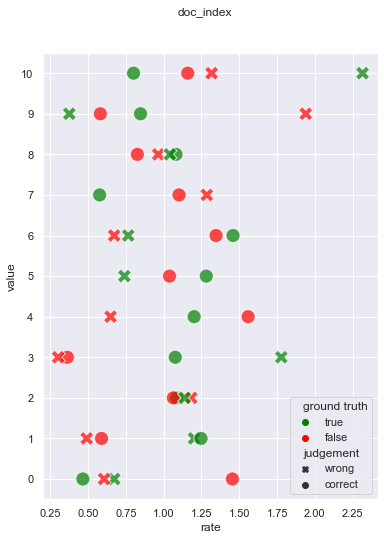 doc_index
10
9
8
7
6
5
4
3
2
1
0
value
0.25 0.50 0.75 1.00 1.25 1.50 1.75 2.00 2.25
rate
ground truth
true
false
judgement
wrong
correct